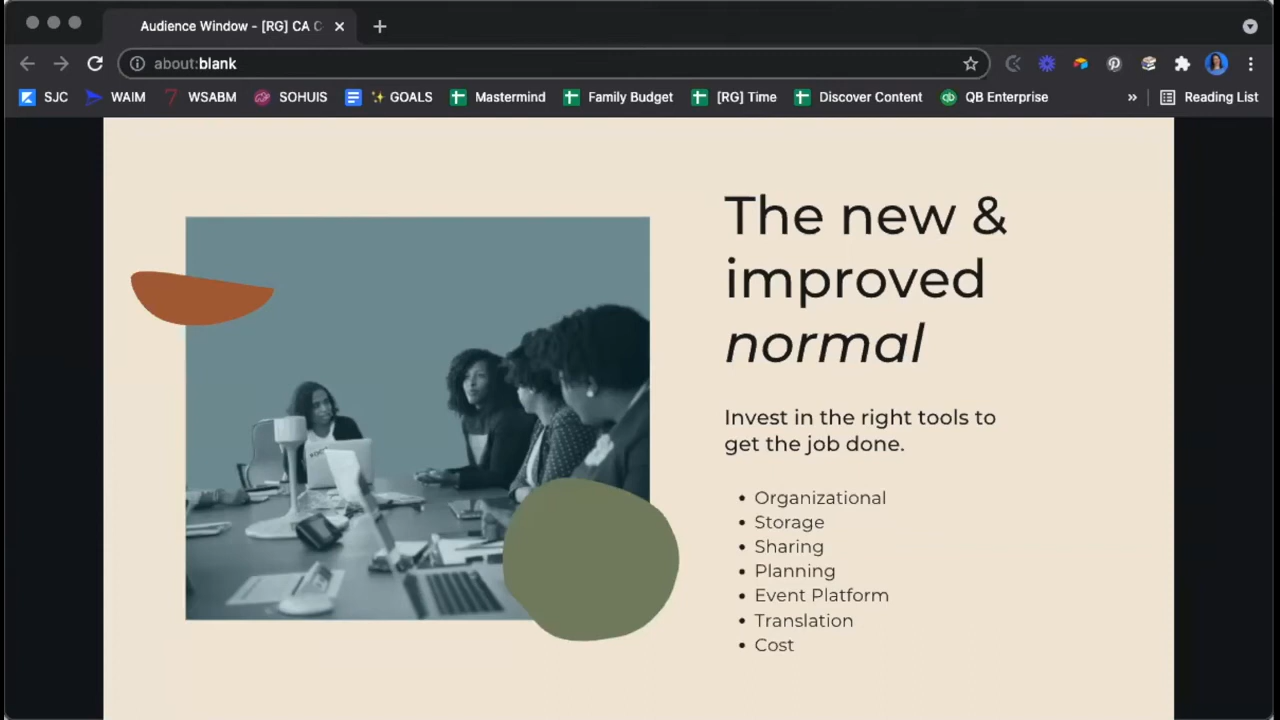 Audience Window - [RG] CA C
about:blank
SJC
WAIM
WSABM
SOHUIS
✨ GOALS
Mastermind
Family Budget
[RG] Time
Discover Content
QB Enterprise
»
Reading List
The new &
improved
normal
Invest in the right tools to
get the job done.
• Organizational
• Storage
• Sharing
• Planning
• Event Platform
• Translation
• Cost